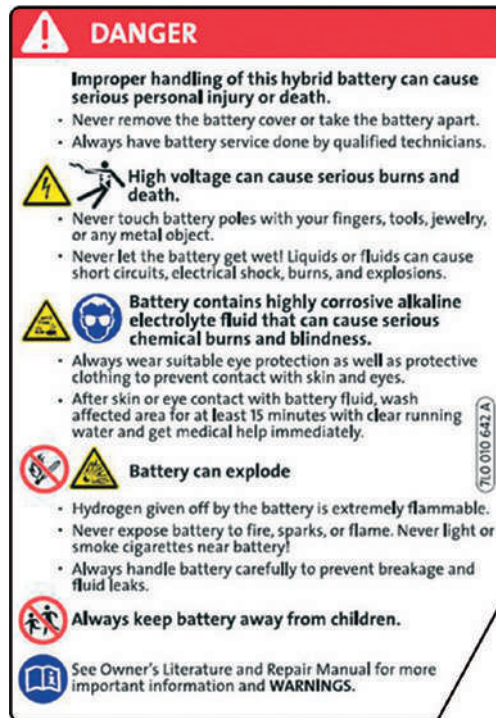 DANGER
Improper handling of this hybrid battery can cause
serious personal injury or death.
· Never remove the battery cover or take the battery apart.
· Always have battery service done by qualified technicians.
High voltage can cause serious burns and
death.
· Never touch battery poles with your fingers, tools, jewelry,
or any metal object.
· Never let the battery get wet! Liquids or fluids can cause
short circuits, electrical shock, burns, and explosions.
Battery contains highly corrosive alkaline
electrolyte fluid that can cause serious
chemical burns and blindness.
· Always wear suitable eye protection as well as protective
clothing to prevent contact with skin and eyes.
· After skin or eye contact with battery fluid, wash
affected area for at least 15 minutes with clear running
water and get medical help immediately.
7L0 010 642 A
Battery can explode
· Hydrogen given off by the battery is extremely flammable.
· Never expose battery to fire, sparks, or flame. Never light or
smoke cigarettes near battery!
· Always handle battery carefully to prevent breakage and
fluid leaks.
Always keep battery away from children.
See Owner's Literature and Repair Manual for more
important information and WARNINGS.